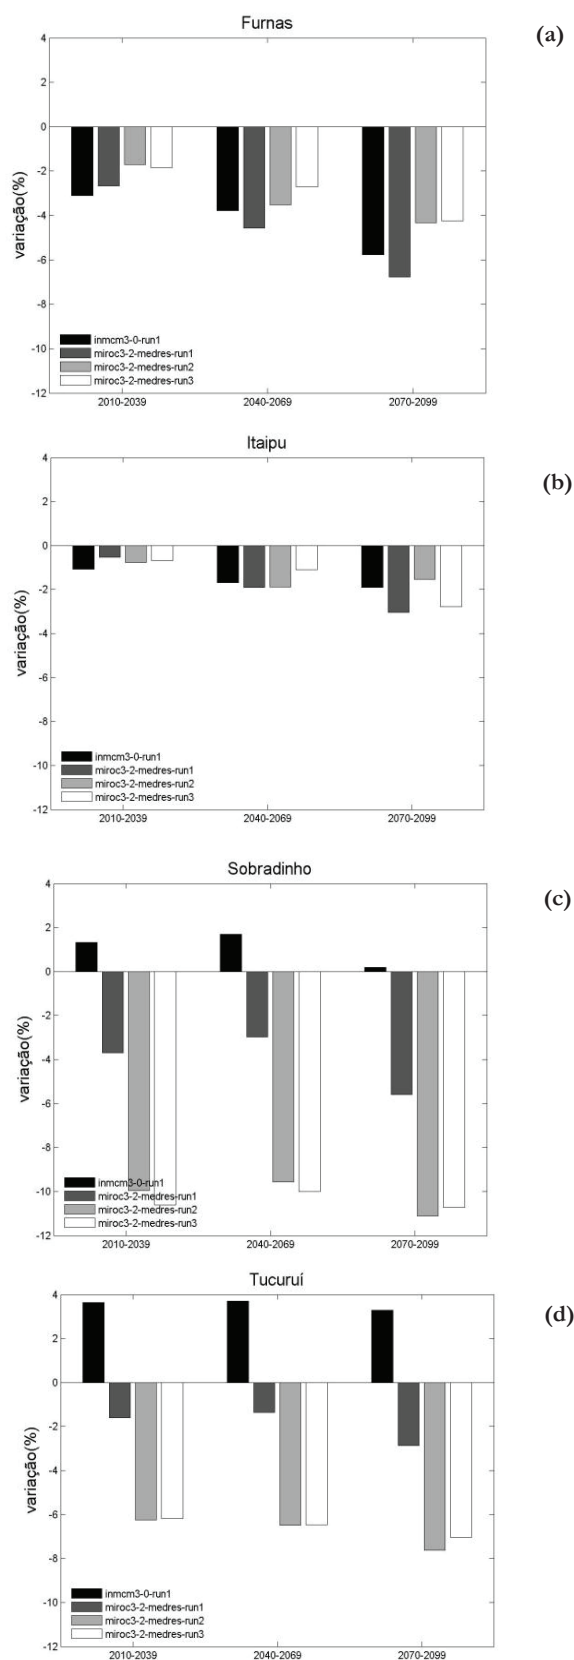 Furnas
(a)
4
2
0
-2
-4
-6
-8
-10
-12
variação(%)
inmcm3-0-run1
miroc3-2-medres-run1
miroc3-2-medres-run2
miroc3-2-medres-run3
2010-2039 2040-2069 2070-2099
Itaipu
(b)
4
2
0
-2
-4
-6
-8
-10
-12
variação(%)
inmcm3-0-run1
miroc3-2-medres-run1
miroc3-2-medres-run2
miroc3-2-medres-run3
2010-2039 2040-2069 2070-2099
Sobradinho
(c)
4
2
0
-2
-4
-6
-8
-10
-12
variação(%)
inmcm3-0-run1
miroc3-2-medres-run1
miroc3-2-medres-run2
miroc3-2-medres-run3
2010-2039 2040-2069 2070-2099
Tucuruí
(d)
4
2
0
-2
-4
-6
-8
-10
-12
variação(%)
inmcm3-0-run1
miroc3-2-medres-run1
miroc3-2-medres-run2
miroc3-2-medres-run3
2010-2039 2040-2069 2070-2099